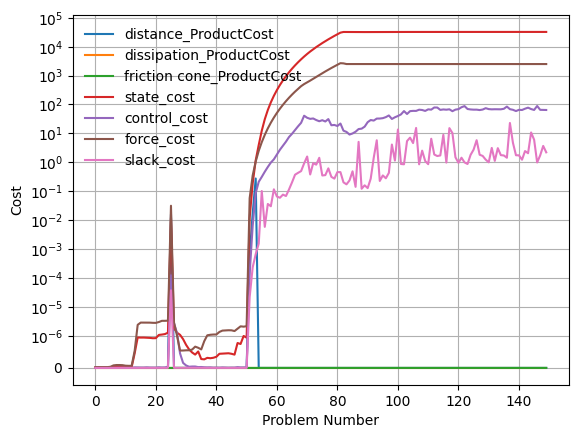 10^5
10^4
10^3
10^2
10^1
10^0
10^-1
10^-2
10^-3
10^-4
10^-5
10^-6
0
Cost
distance_ProductCost
dissipation_ProductCost
friction cone_ProductCost
state_cost
control_cost
force_cost
slack_cost
0 20 40 60 80 100 120 140
Problem Number